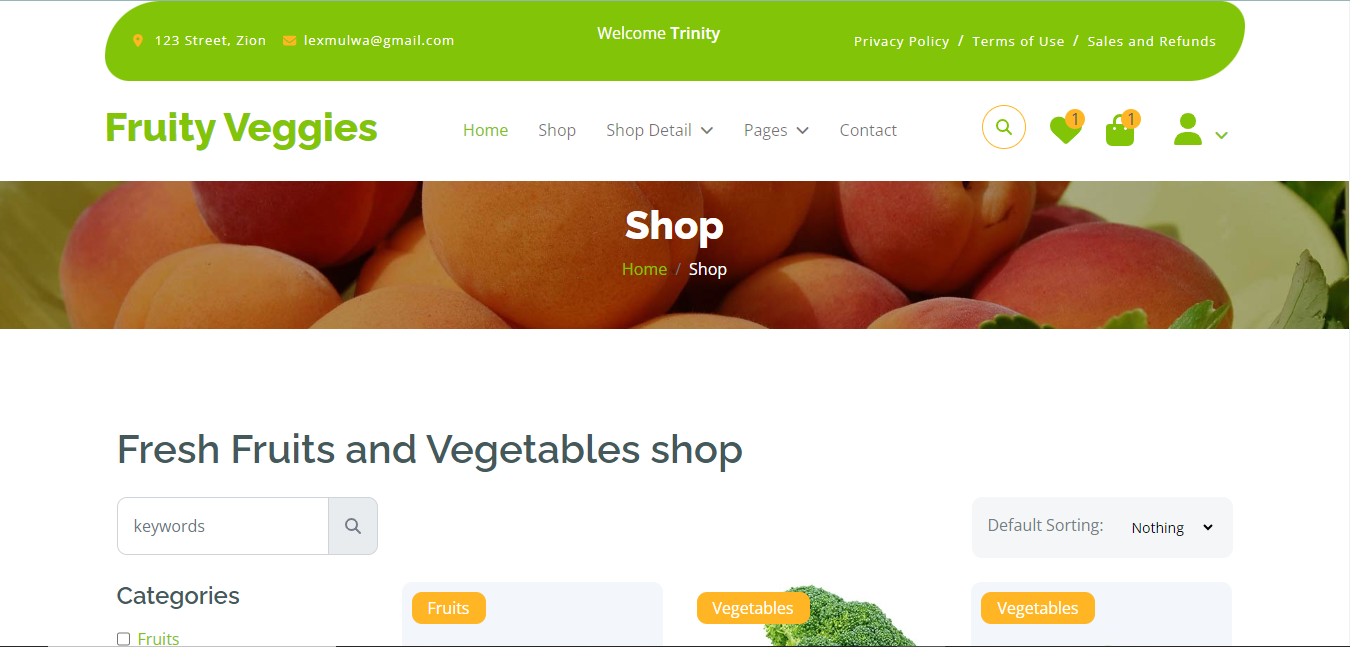 123 Street, Zion lexmulwa@gmail.com Welcome Trinity Privacy Policy / Terms of Use / Sales and Refunds
Fruity Veggies Home Shop Shop Detail Pages Contact 1 1
Shop
Home / Shop
Fresh Fruits and Vegetables shop
keywords Default Sorting: Nothing
Categories Fruits Vegetables Vegetables
Fruits